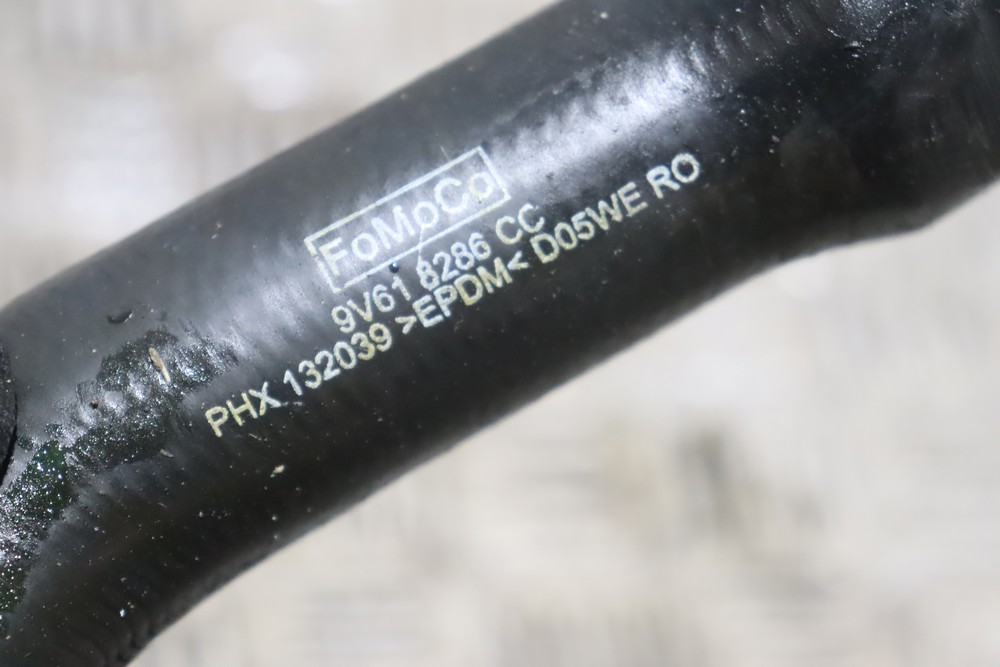 FoMoCo
9V61 8286 CC
PHX 132039 >EPDM< D05WE RO